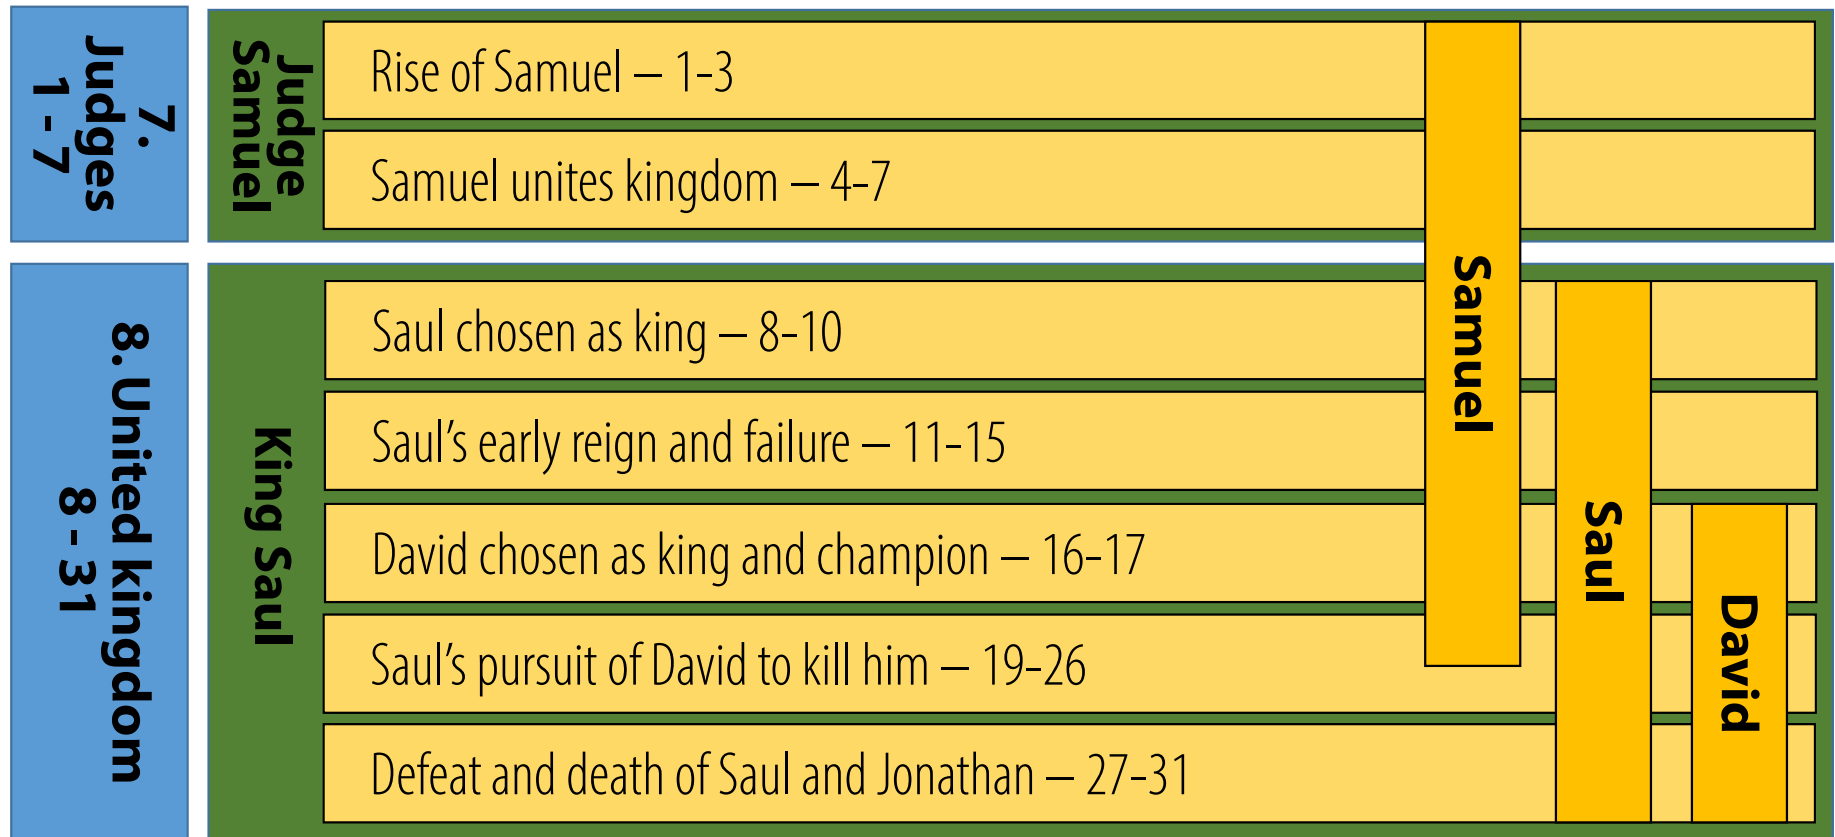 7.
Judges
1 - 7
Judge
Samuel
Rise of Samuel – 1–3
Samuel unites kingdom – 4–7
8. United kingdom
8 - 31
King Saul
Saul chosen as king – 8–10
Saul’s early reign and failure – 11–15
David chosen as king and champion – 16–17
Saul’s pursuit of David to kill him – 19–26
Defeat and death of Saul and Jonathan – 27–31
Samuel
Saul
David